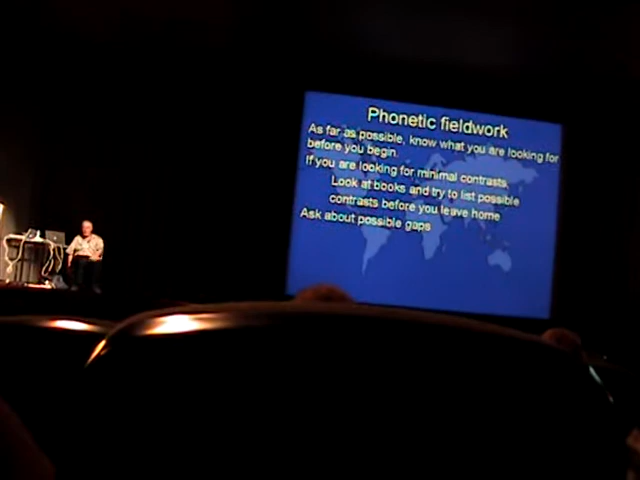 Phonetic fieldwork
As far as possible, know what you are looking for
before you begin.
If you are looking for minimal contrasts,
Look at books and try to list possible
contrasts before you leave home
Ask about possible gaps